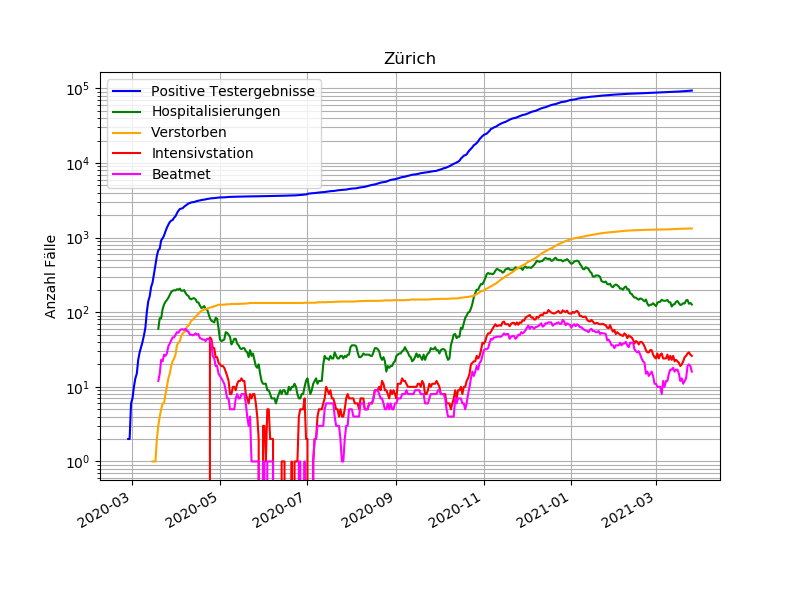 Zürich
Anzahl Fälle
10^5
10^4
10^3
10^2
10^1
10^0
Positive Testergebnisse
Hospitalisierungen
Verstorben
Intensivstation
Beatmet
2020-03
2020-05
2020-07
2020-09
2020-11
2021-01
2021-03